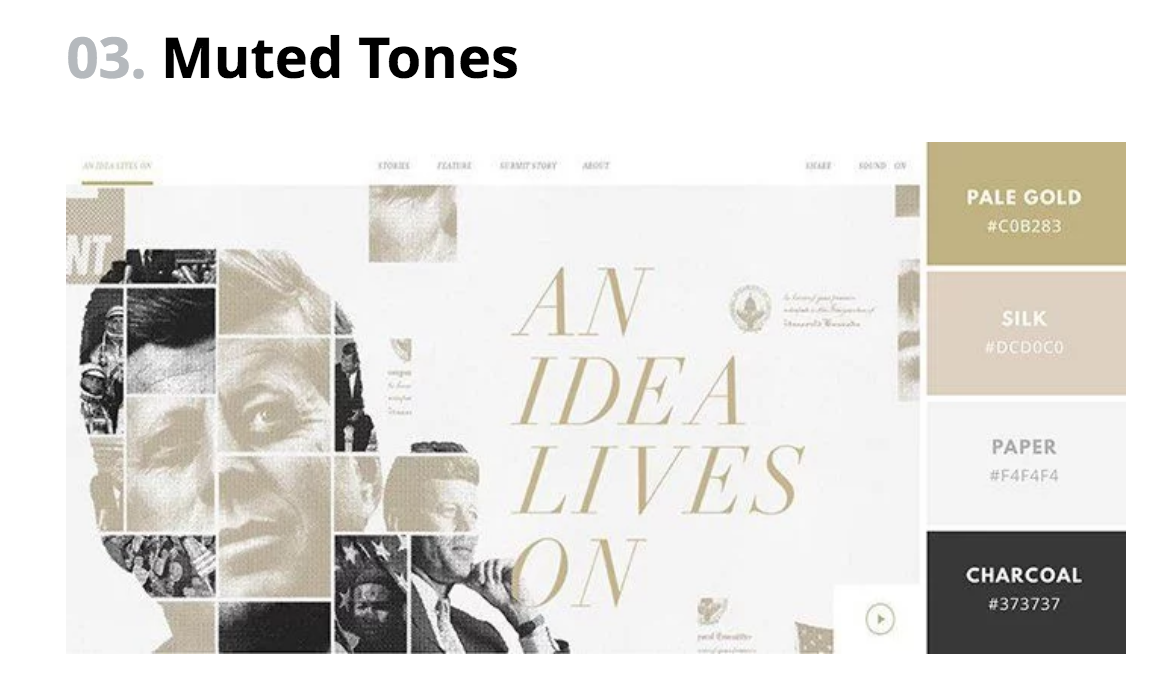 03. Muted Tones
AN IDEA LIVES ON
STORIES FEATURE SUBMIT STORY ABOUT
SHARE SOUND ON
NT
AN
IDEA
LIVES
ON
PALE GOLD
#C0B283
SILK
#DCD0C0
PAPER
#F4F4F4
CHARCOAL
#373737